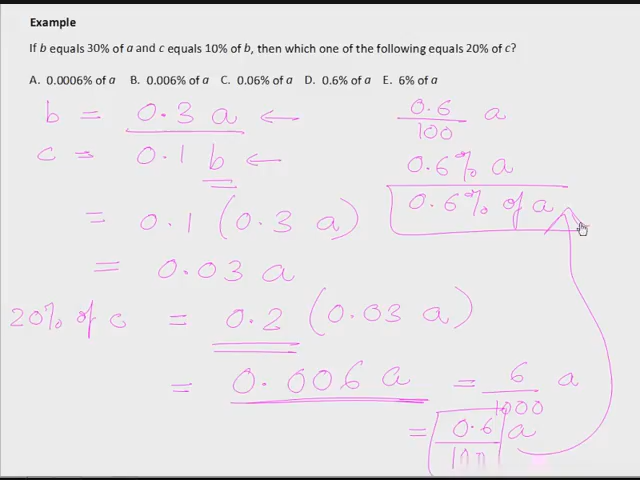 Example
If b equals 30% of a and c equals 10% of b, then which one of the following equals 20% of c?
A. 0.0006% of a B. 0.006% of a C. 0.06% of a D. 0.6% of a E. 6% of a
b = 0.3 a ←
c = 0.1 b ←
= 0.1 (0.3 a)
= 0.03 a
20% of c = 0.2 (0.03 a)
= 0.006 a = 6/1000 a
= 0.6/100 a
0.6/100 a
0.6% a
0.6% of a